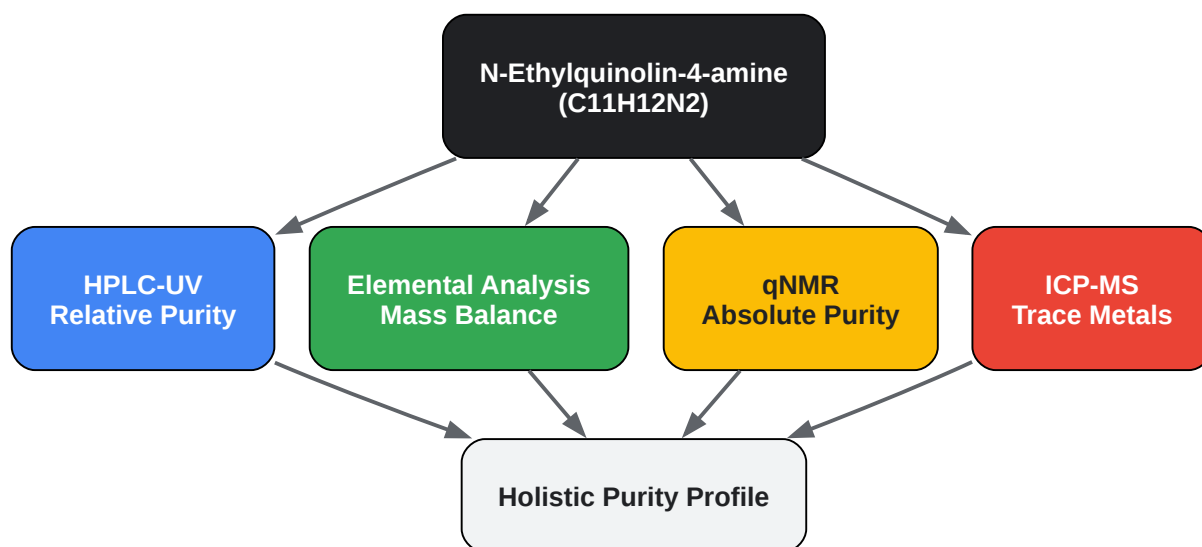 N-Ethylquinolin-4-amine
(C11H12N2)
HPLC-UV
Relative Purity
Elemental Analysis
Mass Balance
qNMR
Absolute Purity
ICP-MS
Trace Metals
Holistic Purity Profile